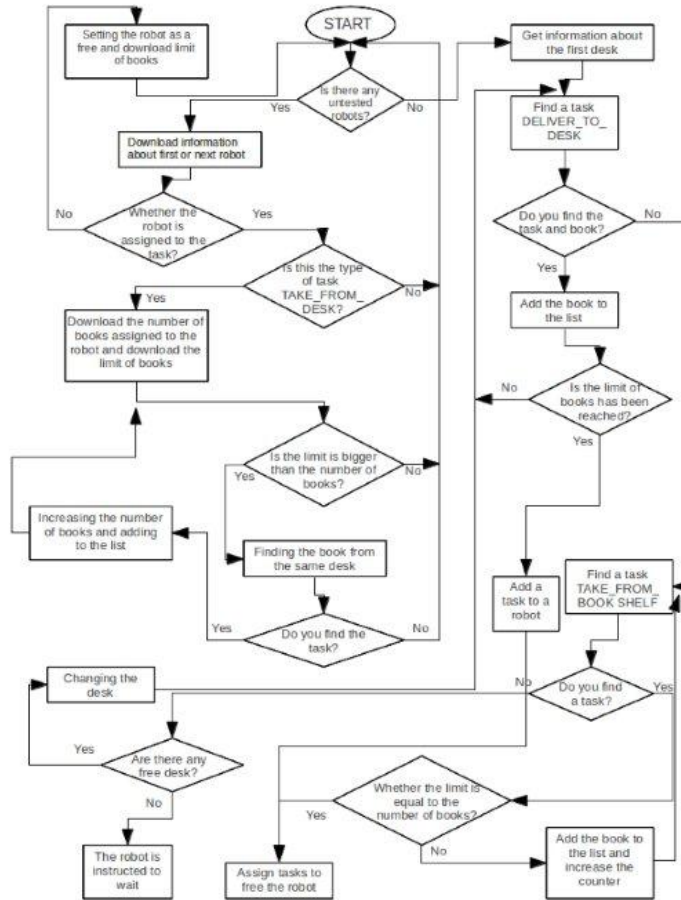 START
Setting the robot as a
free and download limit
of books
Get information about
the first desk
Is there any
untested
robots?
Yes
No
Find a task
DELIVER_TO_
DESK
Download information
about first or next robot
No
Whether the
robot is
assigned to the
task?
Yes
Do you find the
task and book?
No
Is this the type
of task
TAKE_FROM_
DESK?
Yes
No
Yes
Add the book to
the list
Download the number of
books assigned to the
robot and download the
limit of books
No
Is the limit of
books has been
reached?
Yes
Is the limit is bigger
than the number of
books?
Yes
No
Increasing the number
of books and adding
to the list
Finding the book from
the same desk
Find a task
TAKE_FROM_
BOOK SHELF
Add a
task to a
robot
Yes
Do you find the
task?
No
Changing the
desk
No
Do you find
a task?
Yes
Yes
Are there any
free desk?
No
Whether the limit is
equal to the
number of books?
Yes
No
The robot is
instructed to
wait
Assign tasks to
free the robot
Add the book to
the list and
increase the
counter